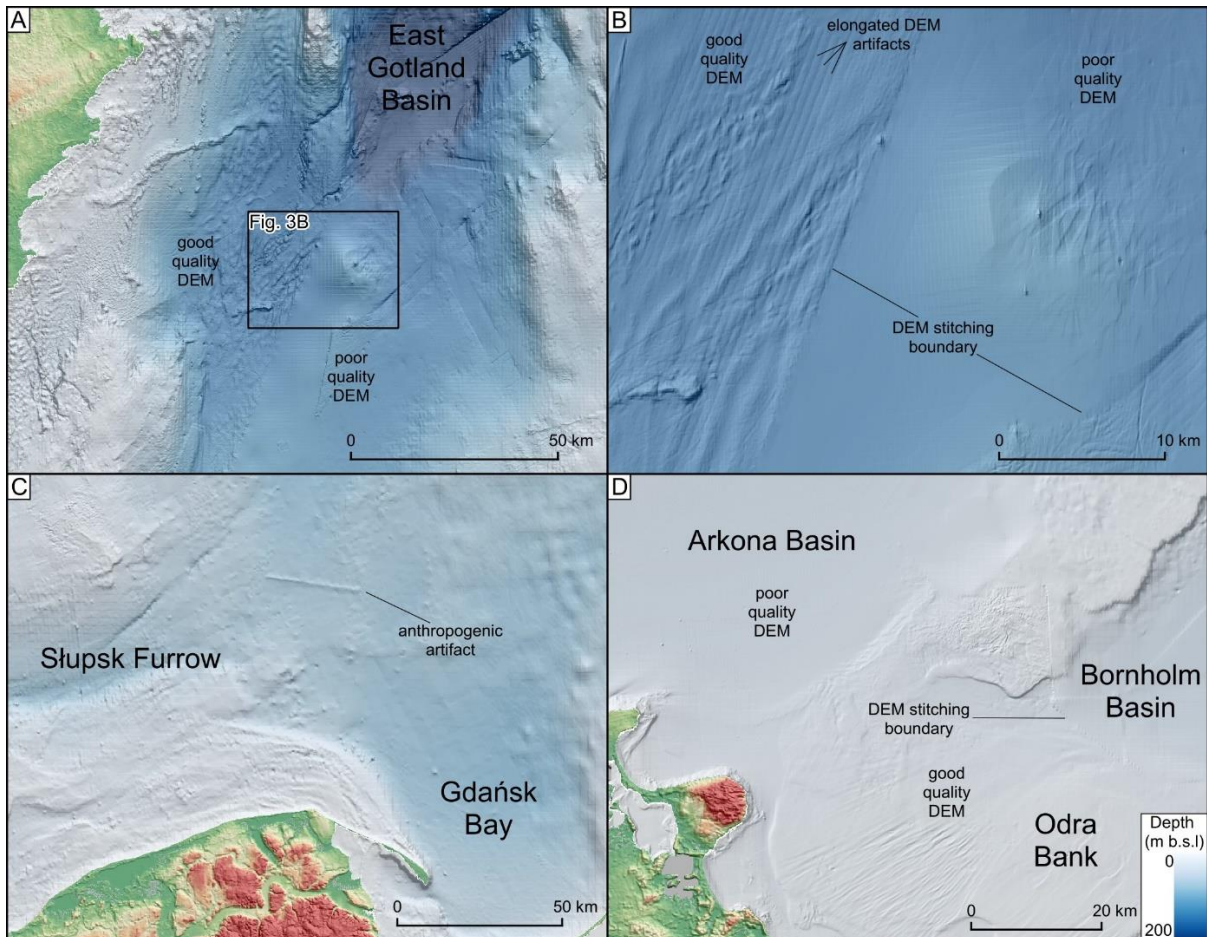 A
East
Gotland
Basin
Fig. 3B
good
quality
DEM
poor
quality
DEM
0
50 km
B
good
quality
DEM
elongated DEM
artifacts
poor
quality
DEM
DEM stitching
boundary
0
10 km
C
anthropogenic
artifact
Słupsk Furrow
Gdańsk
Bay
0
50 km
D
Arkona Basin
poor
quality
DEM
Bornholm
Basin
DEM stitching
boundary
good
quality
DEM
Odra
Bank
0
20 km
Depth
(m b.s.l)
0
200